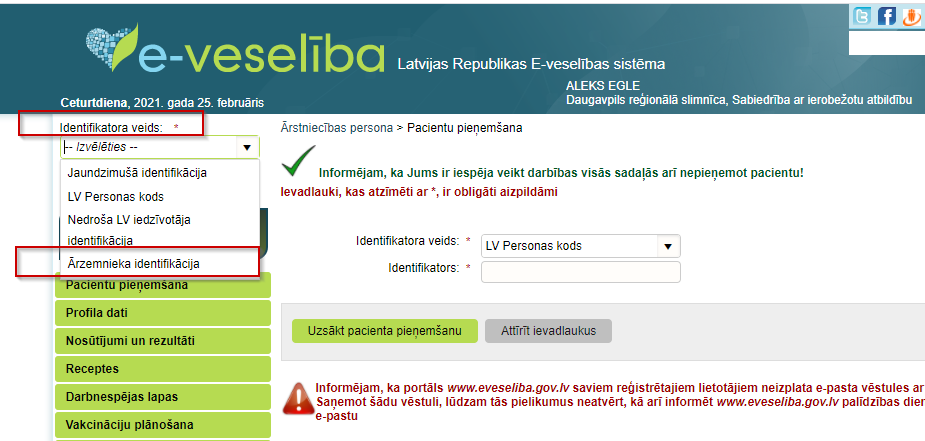 e-veselība
Latvijas Republikas E-veselības sistēma
ALEKS EGLE
Ceturtdiena, 2021. gada 25. februāris
Daugavpils reģionālā slimnīca, Sabiedrība ar ierobežotu atbildību
Identifikatora veids: *
-- Izvēlēties --
Jaundzimušā identifikācija
LV Personas kods
Nedroša LV iedzīvotāja
identifikācija
Ārzemnieka identifikācija
Pacientu pieņemšana
Profila dati
Nosūtījumi un rezultāti
Receptes
Darbnespējas lapas
Vakcināciju plānošana
Ārstniecības persona > Pacientu pieņemšana
Informējam, ka Jums ir iespēja veikt darbības visās sadaļās arī nepieņemot pacientu!
Ievadlauki, kas atzīmēti ar *, ir obligāti aizpildāmi
Identifikatora veids: * LV Personas kods
Identifikators: *
Uzsākt pacienta pieņemšanu Attīrīt ievadlaukus
Informējam, ka portāls www.eveseliba.gov.lv saviem reģistrētajiem lietotājiem neizplata e-pasta vēstules ar
Saņemot šādu vēstuli, lūdzam tās pielikumus neatvērt, kā arī informēt www.eveseliba.gov.lv palīdzības dien
e-pastu